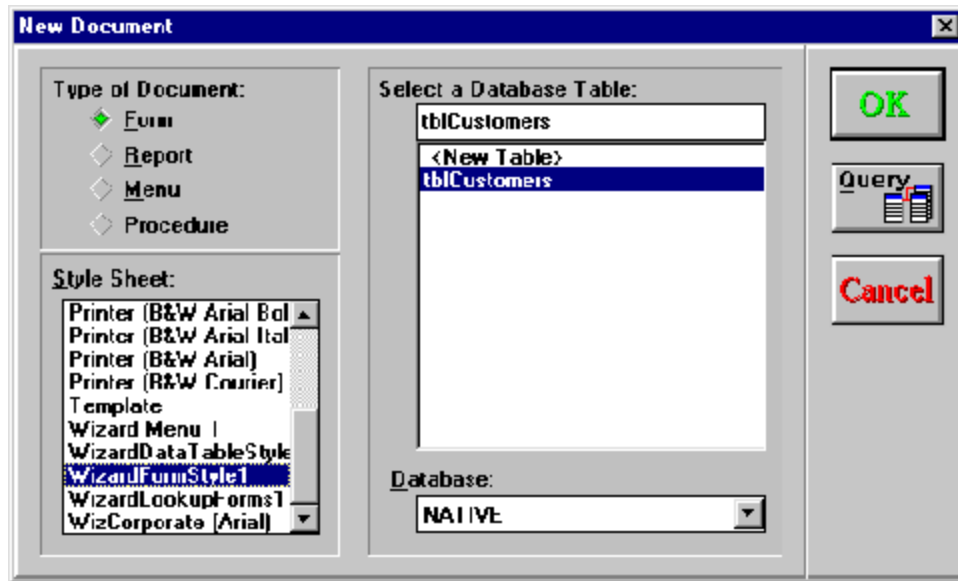 New Document
Type of Document:
Form
Report
Menu
Procedure
Style Sheet:
Printer (B&W Arial Bol
Printer (B&W Arial Ital
Printer (B&W Arial)
Printer (B&W Courier)
Template
Wizard Menu 1
WizardDataTableStyle
WizardFormStyle1
WizardLookupForms1
WizCorporate (Arial)
Select a Database Table:
tblCustomers
<New Table>
tblCustomers
Database:
NATIVE
OK
Query
Cancel